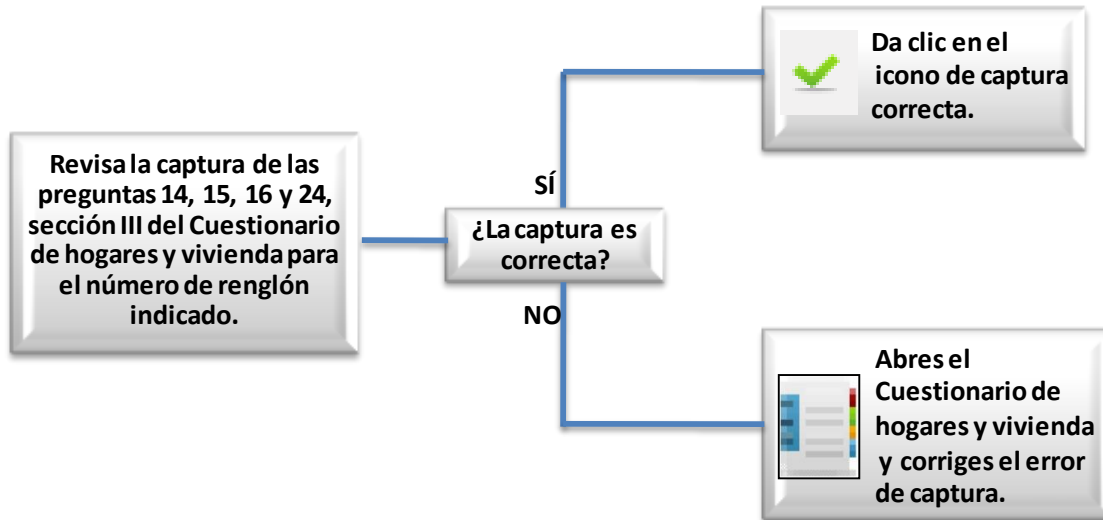 Revisa la captura de las
preguntas 14, 15, 16 y 24,
sección III del Cuestionario
de hogares y vivienda para
el número de renglón
indicado.
¿La captura es
correcta?
SÍ
Da clic en el
icono de captura
correcta.
NO
Abres el
Cuestionario de
hogares y vivienda
y corriges el error
de captura.